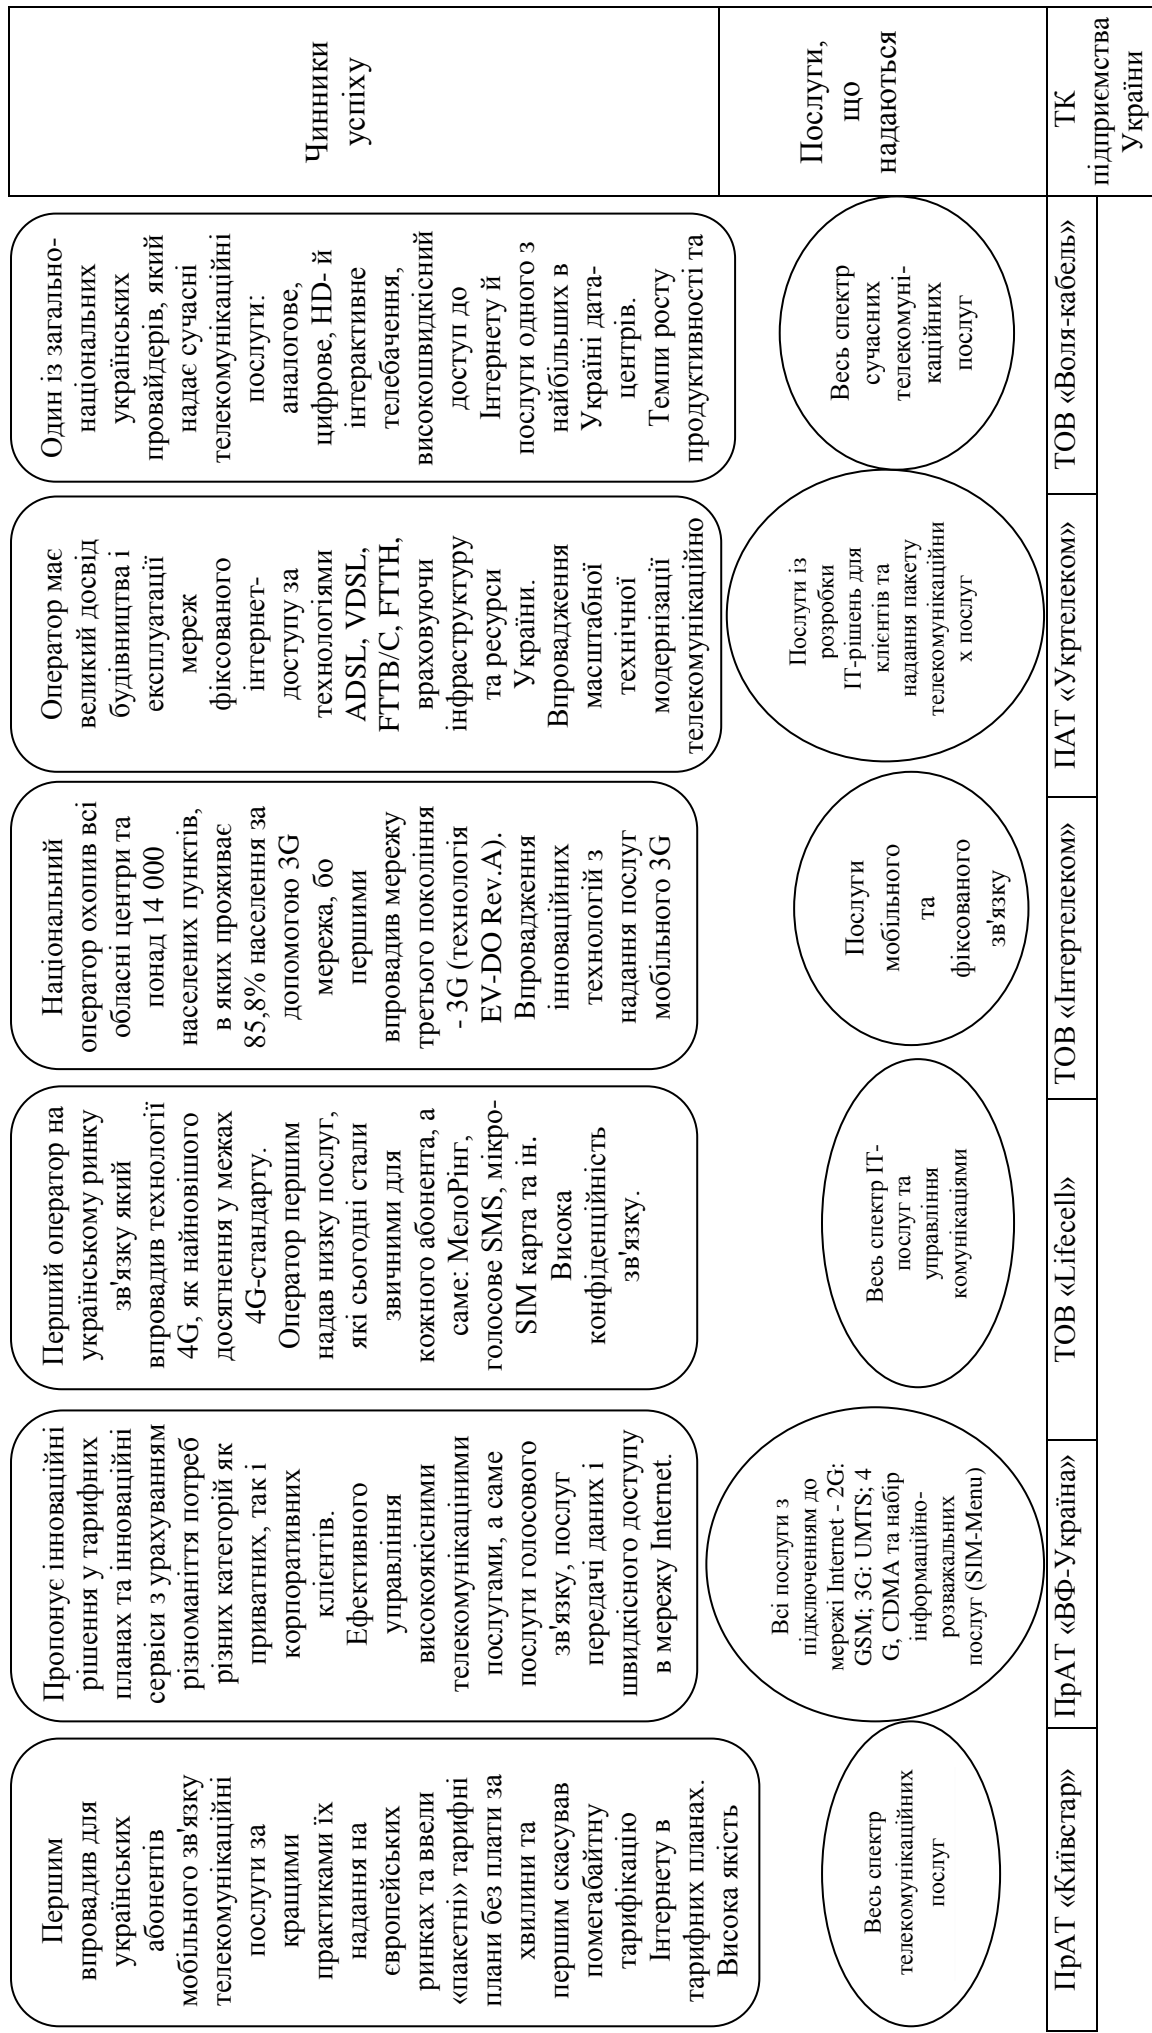 Першим
впровадив для
українських
абонентів
мобільного зв'язку
телекомунікаційні
послуги за
кращими
практиками їх
надання на
європейських
ринках та ввели
«пакетні» тарифні
плани без плати за
хвилини та
першим скасував
помегабайтну
тарифікацію
Інтернету в
тарифних планах.
Висока якість
Пропонує інноваційні
рішення у тарифних
планах та інноваційні
сервіси з урахуванням
різноманіття потреб
різних категорій як
приватних, так і
корпоративних
клієнтів.
Ефективного
управління
високоякісними
телекомунікаціними
послугами, а саме
послуги голосового
зв'язку, послуг
передачі даних і
швидкісного доступу
в мережу Internet.
Перший оператор на
українському ринку
зв'язку який
впровадив технології
4G, як найновішого
досягнення у межах
4G-стандарту.
Оператор першим
надав низку послуг,
які сьогодні стали
звичними для
кожного абонента, а
саме: МелоРінг,
голосове SMS, мікро-
SIM карта та ін.
Висока
конфіденційність
зв'язку.
Національний
оператор охопив всі
обласні центри та
понад 14 000
населених пунктів,
в яких проживає
85,8% населення за
допомогою 3G
мережа, бо
першими
впровадив мережу
третього покоління
- 3G (технологія
EV-DO Rev.A).
Впровадження
інноваційних
технологій з
надання послуг
мобільного 3G
Оператор має
великий досвід
будівництва і
експлуатації
мереж
фіксованого
інтернет-
доступу за
технологіями
ADSL, VDSL,
FTTB/C, FTTH,
враховуючи
інфраструктуру
та ресурси
України.
Впровадження
масштабної
технічної
модернізації
телекомунікаційно
Один із загально-
національних
українських
провайдерів, який
надає сучасні
телекомунікаційні
послуги:
аналогове,
цифрове, HD- й
інтерактивне
телебачення,
високошвидкісний
доступ до
Інтернету й
послуги одного з
найбільших в
Україні дата-
центрів.
Темпи росту
продуктивності та
Чинники
успіху
Весь спектр
телекомунікаційних
послуг
Всі послуги з
підключенням до
мережі Internet - 2G:
GSM; 3G: UMTS; 4
G, CDMA та набір
інформаційно-
розважальних
послуг (SIM-Menu)
Весь спектр ІТ-
послуг та
управління
комунікаціями
Послуги
мобільного
та
фіксованого
зв'язку
Послуги із
розробки
ІТ-рішень для
клієнтів та
надання пакету
телекомунікаційни
х послуг
Весь спектр
сучасних
телекомуні-
каційних
послуг
Послуги,
що
надаються
ПрАТ «Київстар»
ПрАТ «ВФ-Україна»
ТОВ «Lifecell»
ТОВ «Інтертелеком»
ПАТ «Укртелеком»
ТОВ «Воля-кабель»
ТК
підприємства
України